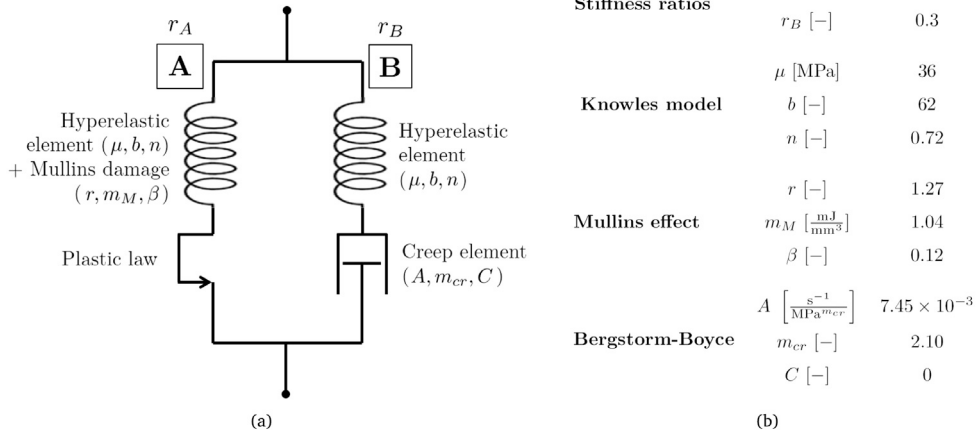 r_A
r_B
A
B
Hyperelastic
element (μ, b, n)
+ Mullins damage
(r, m_M, β)
Hyperelastic
element
(μ, b, n)
Plastic law
Creep element
(A, m_cr, C)
(a)
Stiffness ratios
r_B [−] 0.3
μ [MPa] 36
Knowles model b [−] 62
n [−] 0.72
r [−] 1.27
Mullins effect m_M [mJ/mm³] 1.04
β [−] 0.12
A [s⁻¹/MPa^m_cr] 7.45 × 10⁻³
Bergstorm-Boyce m_cr [−] 2.10
C [−] 0
(b)